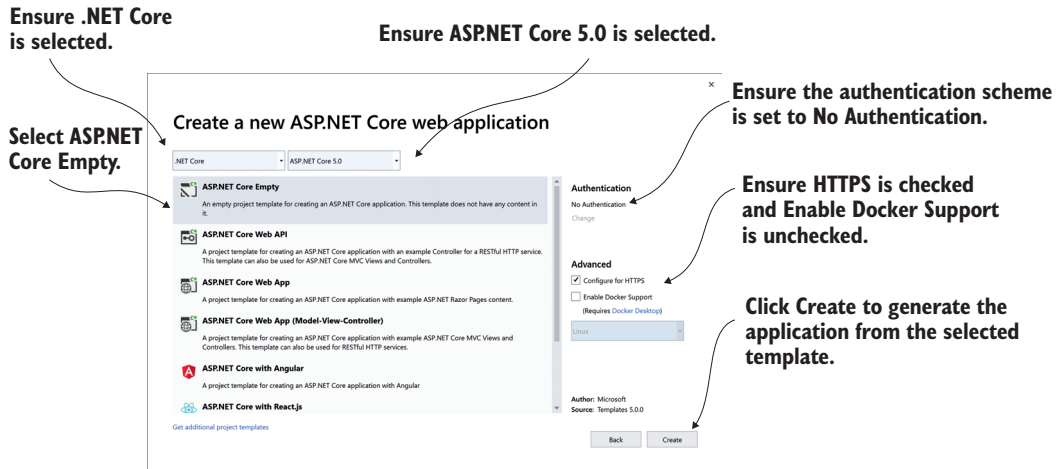 Ensure .NET Core
is selected.
Ensure ASP.NET Core 5.0 is selected.
Ensure the authentication scheme
is set to No Authentication.
Select ASP.NET
Core Empty.
Create a new ASP.NET Core web application
.NET Core
ASP.NET Core 5.0
ASP.NET Core Empty
An empty project template for creating an ASP.NET Core application. This template does not have any content in
it.
ASP.NET Core Web API
A project template for creating an ASP.NET Core application with an example Controller for a RESTful HTTP service.
This template can also be used for ASP.NET Core MVC Views and Controllers.
ASP.NET Core Web App
A project template for creating an ASP.NET Core application with example ASP.NET Razor Pages content.
ASP.NET Core Web App (Model-View-Controller)
A project template for creating an ASP.NET Core application with example ASP.NET Core MVC Views and
Controllers. This template can also be used for RESTful HTTP services.
ASP.NET Core with Angular
A project template for creating an ASP.NET Core application with Angular
ASP.NET Core with React.js
Get additional project templates
Authentication
No Authentication
Change
Advanced
Configure for HTTPS
Enable Docker Support
(Requires Docker Desktop)
Linux
Author: Microsoft
Source: Templates 5.0.0
Back
Create
Ensure HTTPS is checked
and Enable Docker Support
is unchecked.
Click Create to generate the
application from the selected
template.